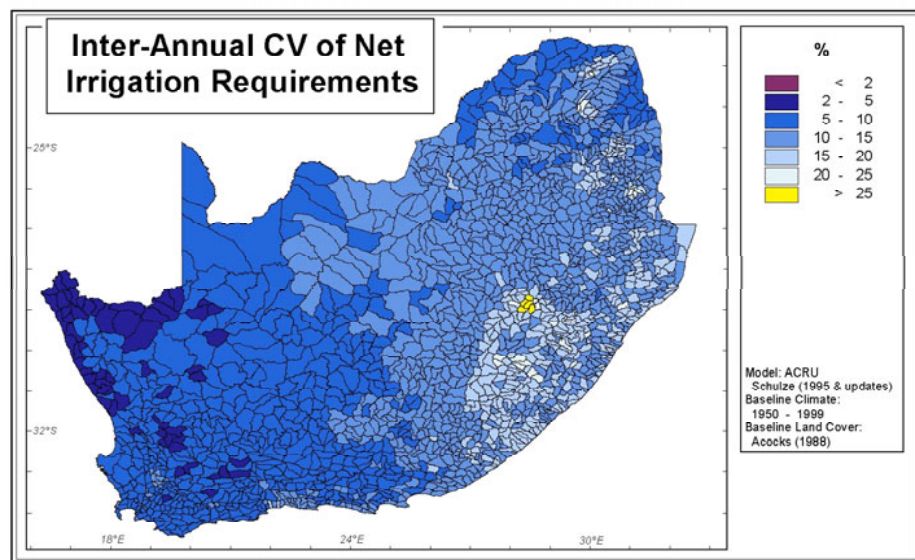 Inter-Annual CV of Net
Irrigation Requirements
%
< 2
2 - 5
5 - 10
10 - 15
15 - 20
20 - 25
> 25
25°S
32°S
18°E
24°E
30°E
Model: ACRU
Schulze (1995 & updates)
Baseline Climate:
1950 - 1999
Baseline Land Cover:
Acocks (1988)